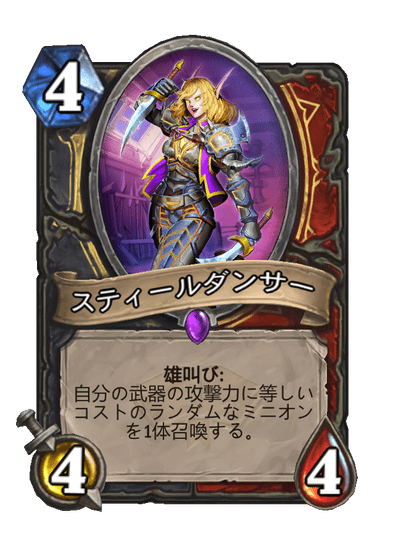 4
スティールダンサー
雄叫び:
自分の武器の攻撃力に等しい
コストのランダムなミニオン
を1体召喚する。
4
4